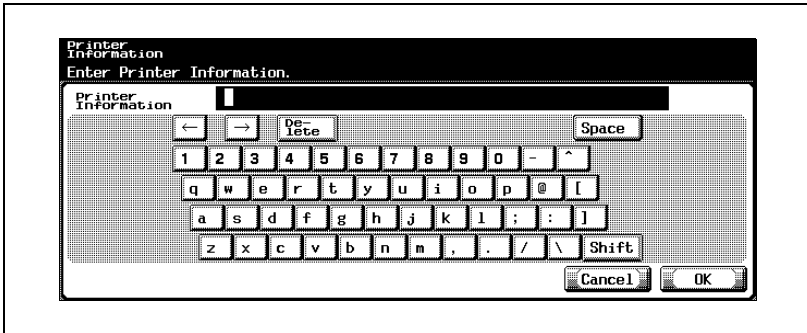 Printer
Information
Enter Printer Information.
Printer
Information
← → De-
lete Space
1 2 3 4 5 6 7 8 9 0 - ^
q w e r t y u i o p @ [
a s d f g h j k l ; : ]
z x c v b n m , . / \ Shift
Cancel OK